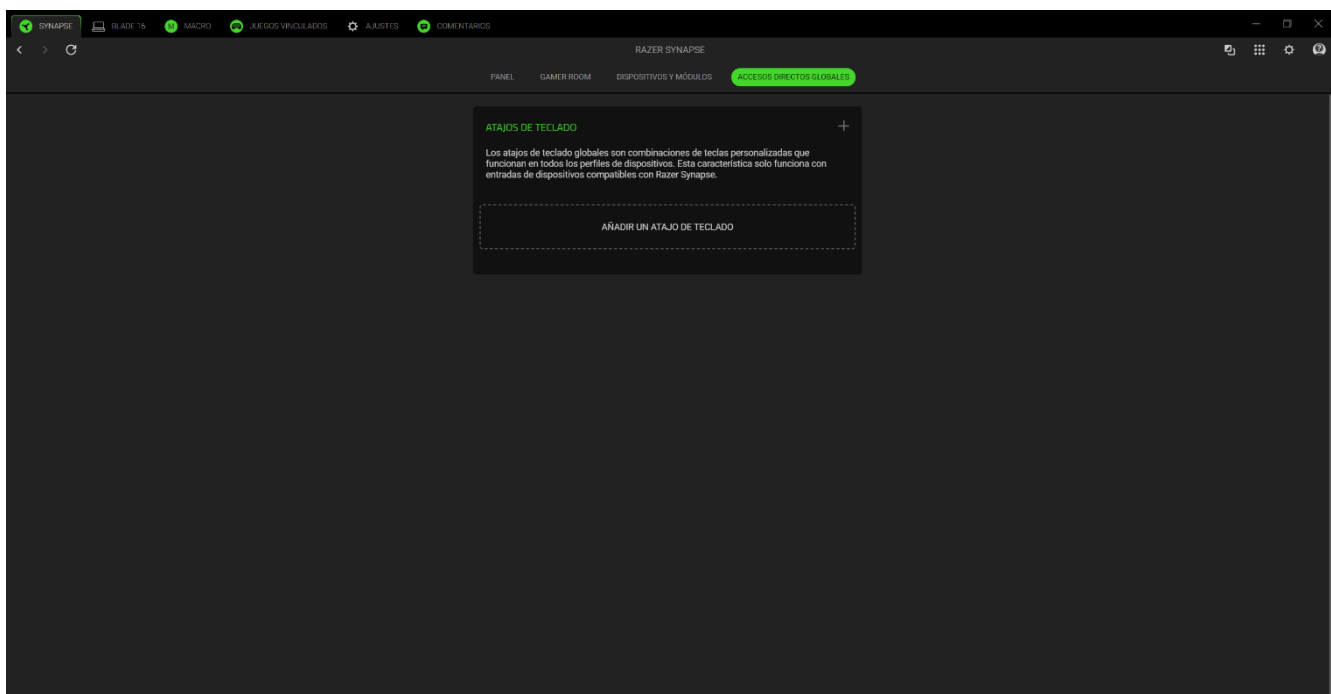 SYNAPSE BLADE 16 M MACRO JUEGOS VINCULADOS AJUSTES COMENTARIOS
RAZER SYNAPSE
PANEL GAMER ROOM DISPOSITIVOS Y MÓDULOS ACCESOS DIRECTOS GLOBALES
ATAJOS DE TECLADO
Los atajos de teclado globales son combinaciones de teclas personalizadas que
funcionan en todos los perfiles de dispositivos. Esta característica solo funciona con
entradas de dispositivos compatibles con Razer Synapse.
AÑADIR UN ATAJO DE TECLADO